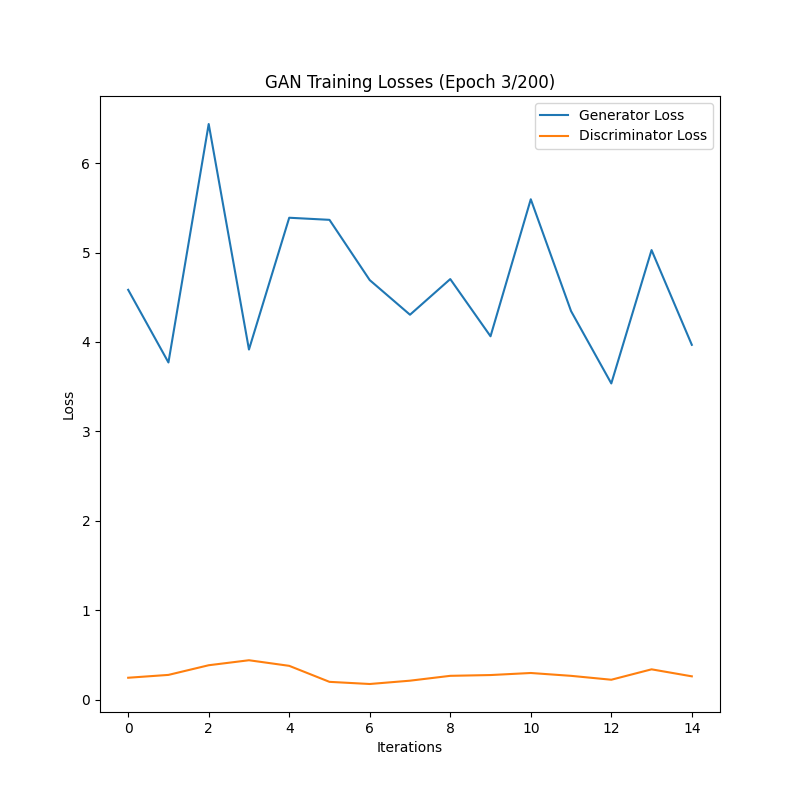 GAN Training Losses (Epoch 3/200)
Generator Loss
Discriminator Loss
6
5
4
3
2
1
0
Loss
0 2 4 6 8 10 12 14
Iterations